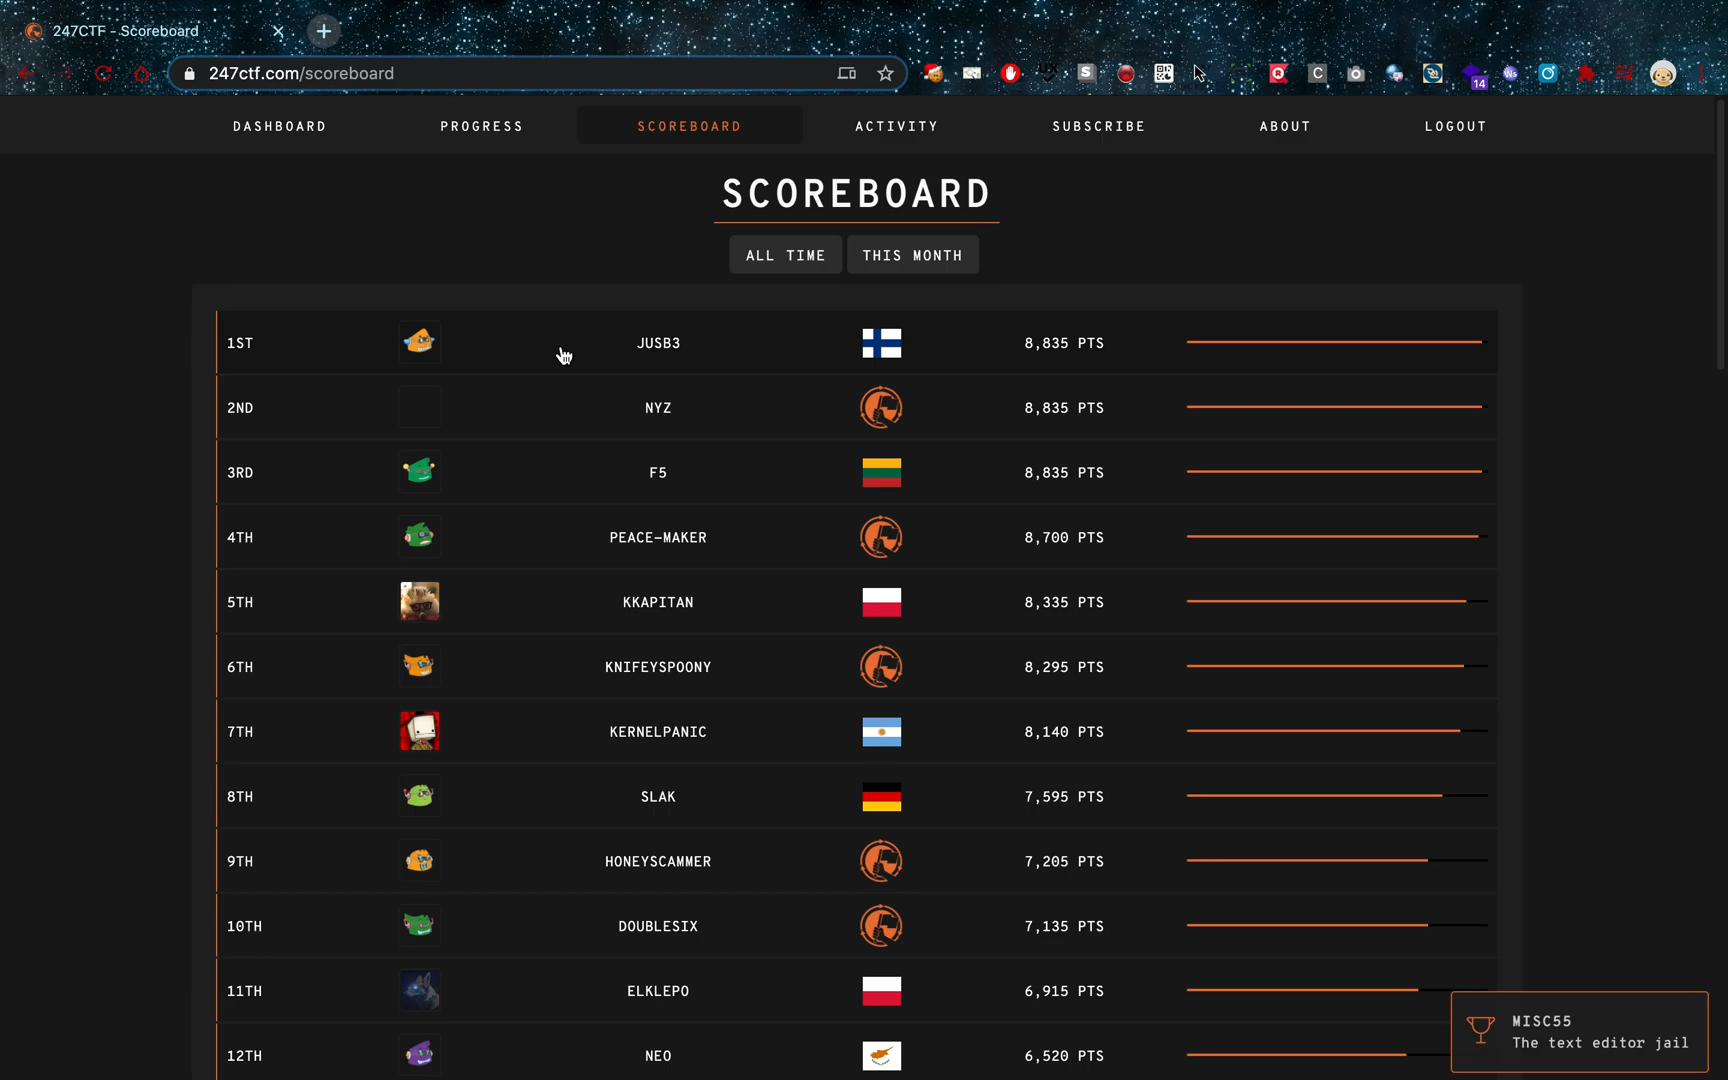 247CTF - Scoreboard
247ctf.com/scoreboard
S
C
14
Ws
DASHBOARD PROGRESS SCOREBOARD ACTIVITY SUBSCRIBE ABOUT LOGOUT
SCOREBOARD
ALL TIME THIS MONTH
1ST JUSB3 8,835 PTS
2ND NYZ 8,835 PTS
3RD F5 8,835 PTS
4TH PEACE-MAKER 8,700 PTS
5TH KKAPITAN 8,335 PTS
6TH KNIFEYSPOONY 8,295 PTS
7TH KERNELPANIC 8,140 PTS
8TH SLAK 7,595 PTS
9TH HONEYSCAMMER 7,205 PTS
10TH DOUBLESIX 7,135 PTS
11TH ELKLEPO 6,915 PTS
12TH NEO 6,520 PTS
MISC55
The text editor jail